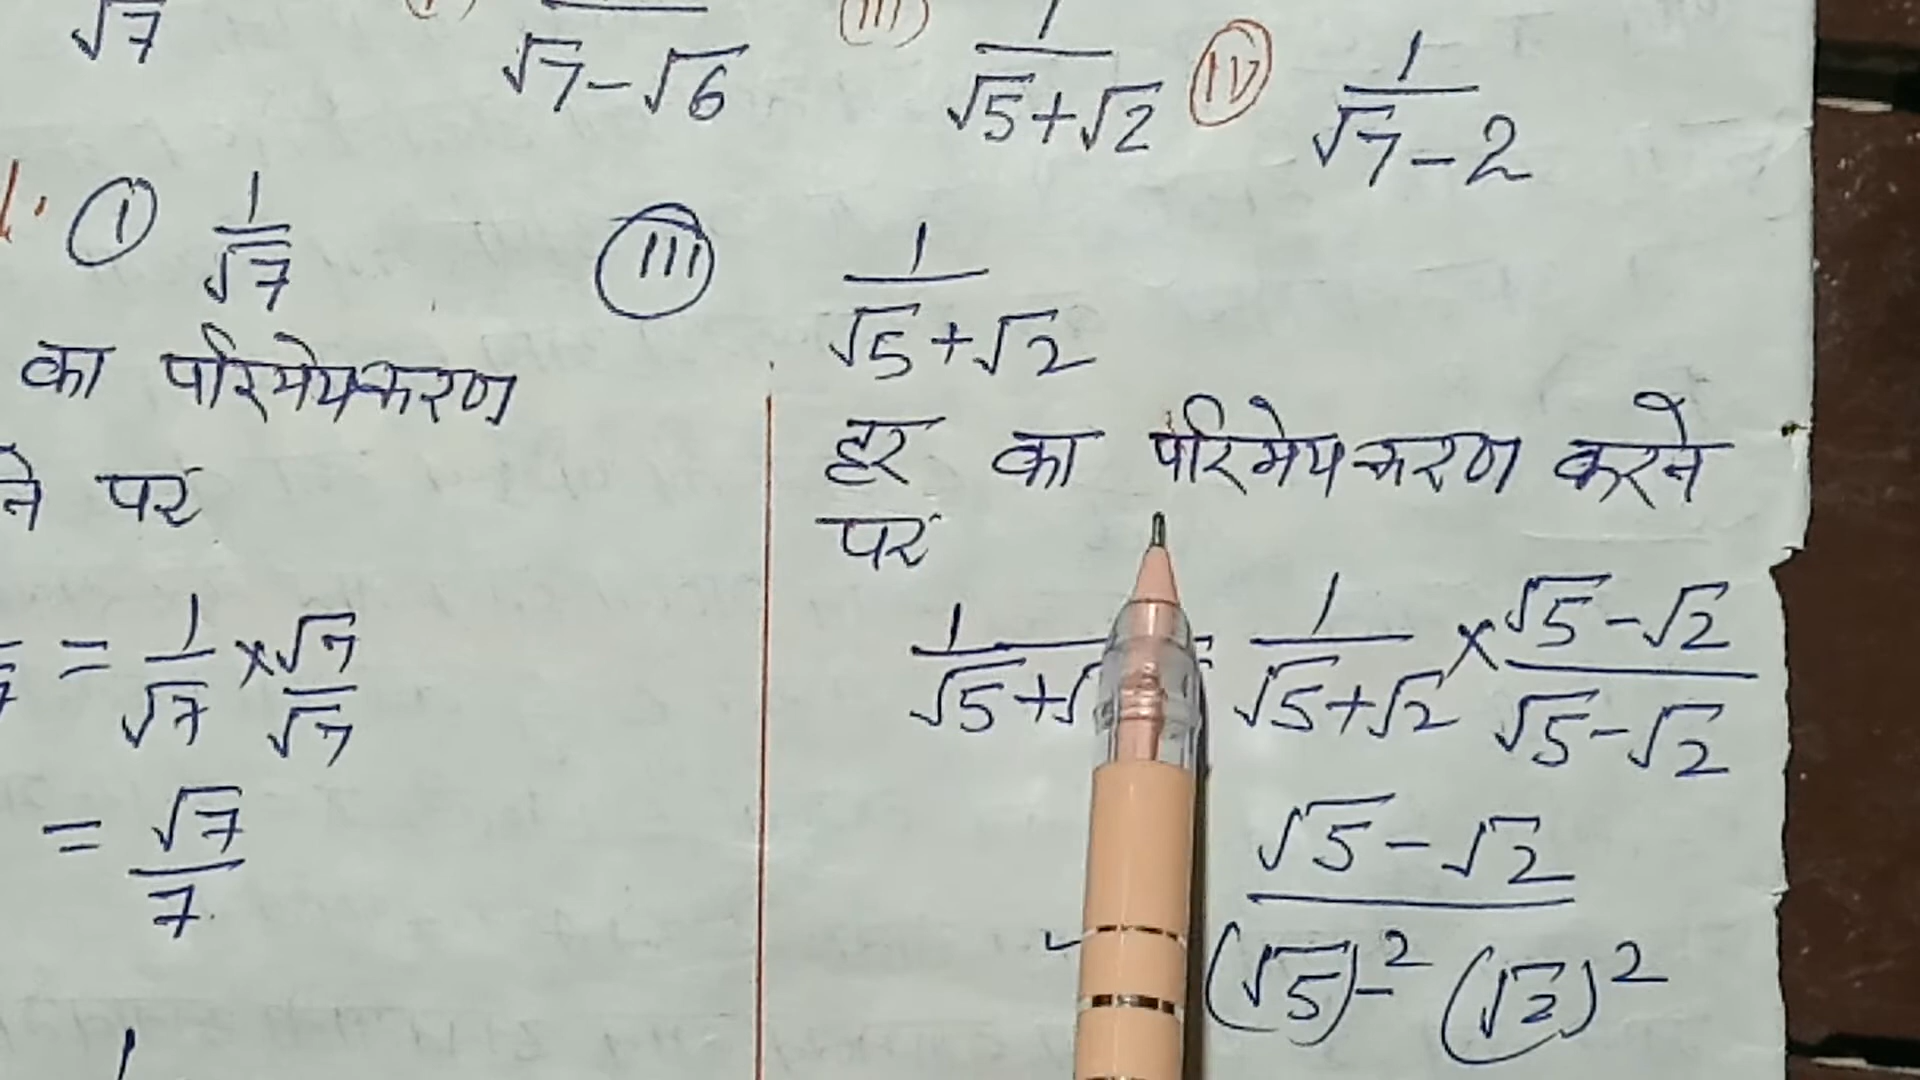 √7 √7-√6 (iii) 1/(√5+√2) (iv) 1/(√7-2)
(i) 1/√7
का परिमेयकरण
ने पर
= 1/√7 × √7/√7
= √7/7
1
(iii) 1/(√5+√2)
हर का परिमेयकरण करने
पर
1/(√5+√ = 1/(√5+√2) × (√5-√2)/(√5-√2)
(√5-√2)/((√5)²-(√2)²)